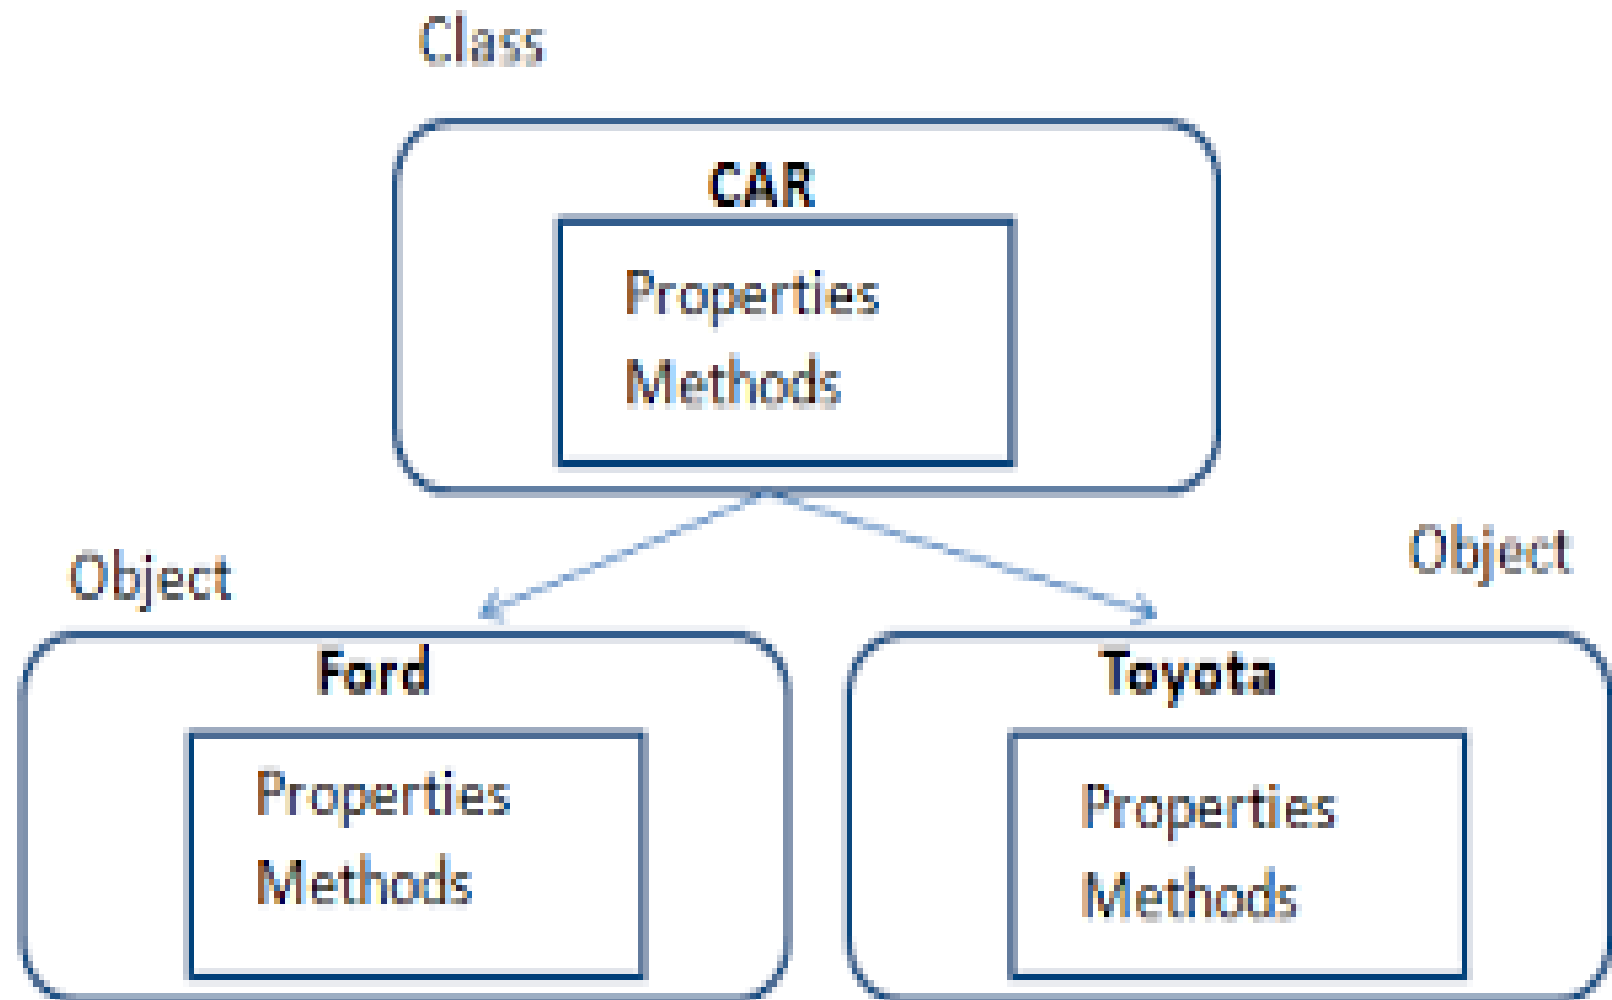 Class
CAR
Properties
Methods
Object
Object
Ford
Properties
Methods
Toyota
Properties
Methods